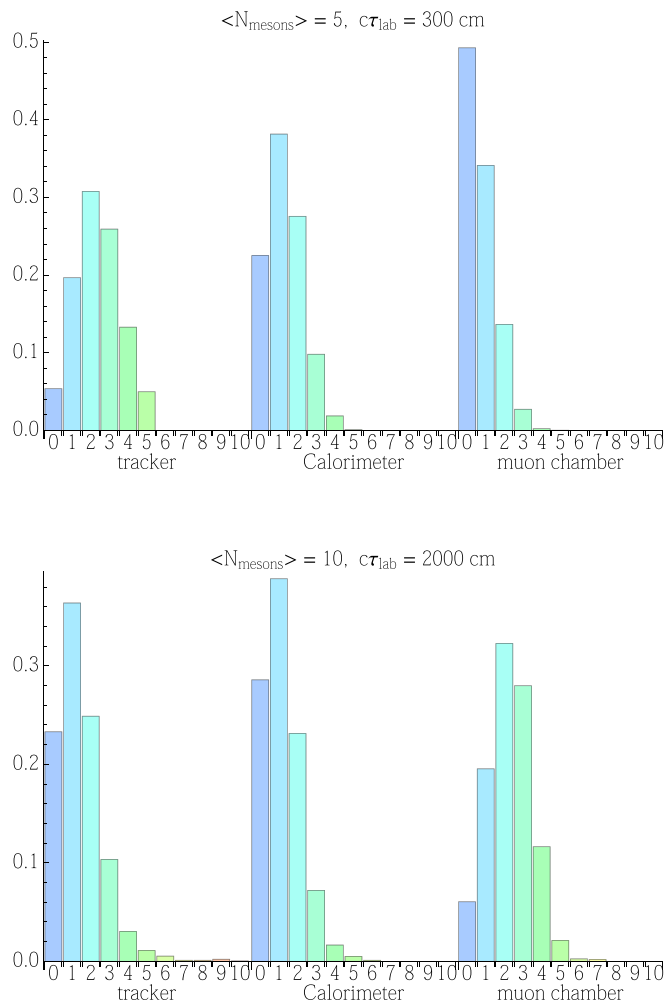 <N_mesons> = 5, cτ_lab = 300 cm
0.5
0.4
0.3
0.2
0.1
0.0
0 1 2 3 4 5 6 7 8 9 10 0 1 2 3 4 5 6 7 8 9 10 0 1 2 3 4 5 6 7 8 9 10
tracker Calorimeter muon chamber
<N_mesons> = 10, cτ_lab = 2000 cm
0.3
0.2
0.1
0.0
0 1 2 3 4 5 6 7 8 9 10 0 1 2 3 4 5 6 7 8 9 10 0 1 2 3 4 5 6 7 8 9 10
tracker Calorimeter muon chamber